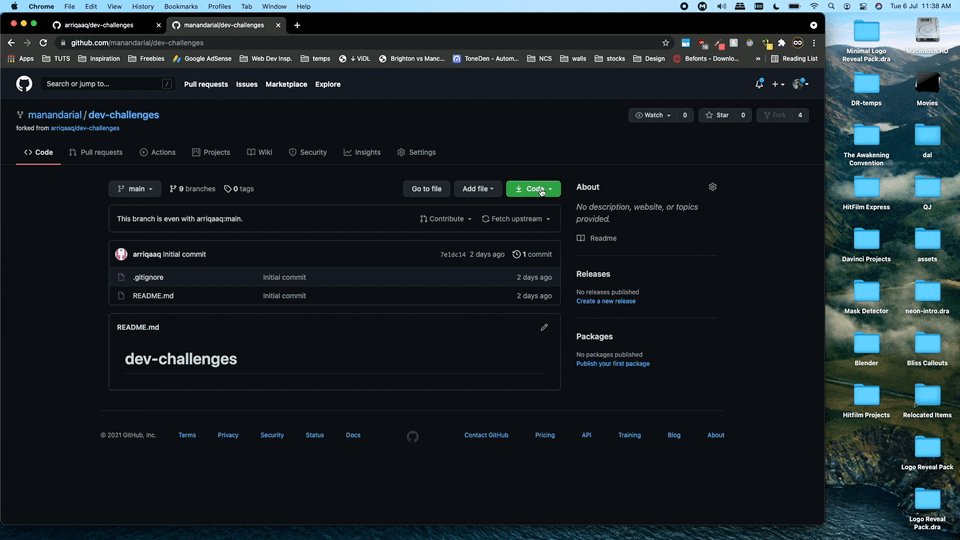 Chrome File Edit View History Bookmarks Profiles Tab Window Help
Tue 6 Jul 11:38 AM
arriqaaq/dev-challenges
manandarial/dev-challenges
github.com/manandarial/dev-challenges
Apps TUTS Inspiration Freebies Google AdSense Web Dev Insp. temps ViDL Brighton vs Manc... ToneDen - Autom... NCS walls stocks Design Befonts - Downlo... » Reading List
Search or jump to... /
Pull requests Issues Marketplace Explore
manandarial / dev-challenges
forked from arriqaaq/dev-challenges
Watch 0 Star 0 Fork 4
Code Pull requests Actions Projects Wiki Security Insights Settings
main 9 branches 0 tags
Go to file Add file Code
This branch is even with arriqaaq:main.
Contribute Fetch upstream
arriqaaq Initial commit 7e1dc14 2 days ago 1 commit
.gitignore Initial commit 2 days ago
README.md Initial commit 2 days ago
README.md
dev-challenges
About
No description, website, or topics
provided.
Readme
Releases
No releases published
Create a new release
Packages
No packages published
Publish your first package
© 2021 GitHub, Inc. Terms Privacy Security Status Docs Contact GitHub Pricing API Training Blog About
Minimal Logo
Reveal Pack.dra
Macintosh HD
DR-temps
Movies
The Awakening
Convention
dal
HitFilm Express
QJ
Davinci Projects
assets
Mask Detector
neon-intro.dra
Blender
Bliss Callouts
Hitfilm Projects
Relocated Items
Logo Reveal Pack
Logo Reveal
Pack.dra